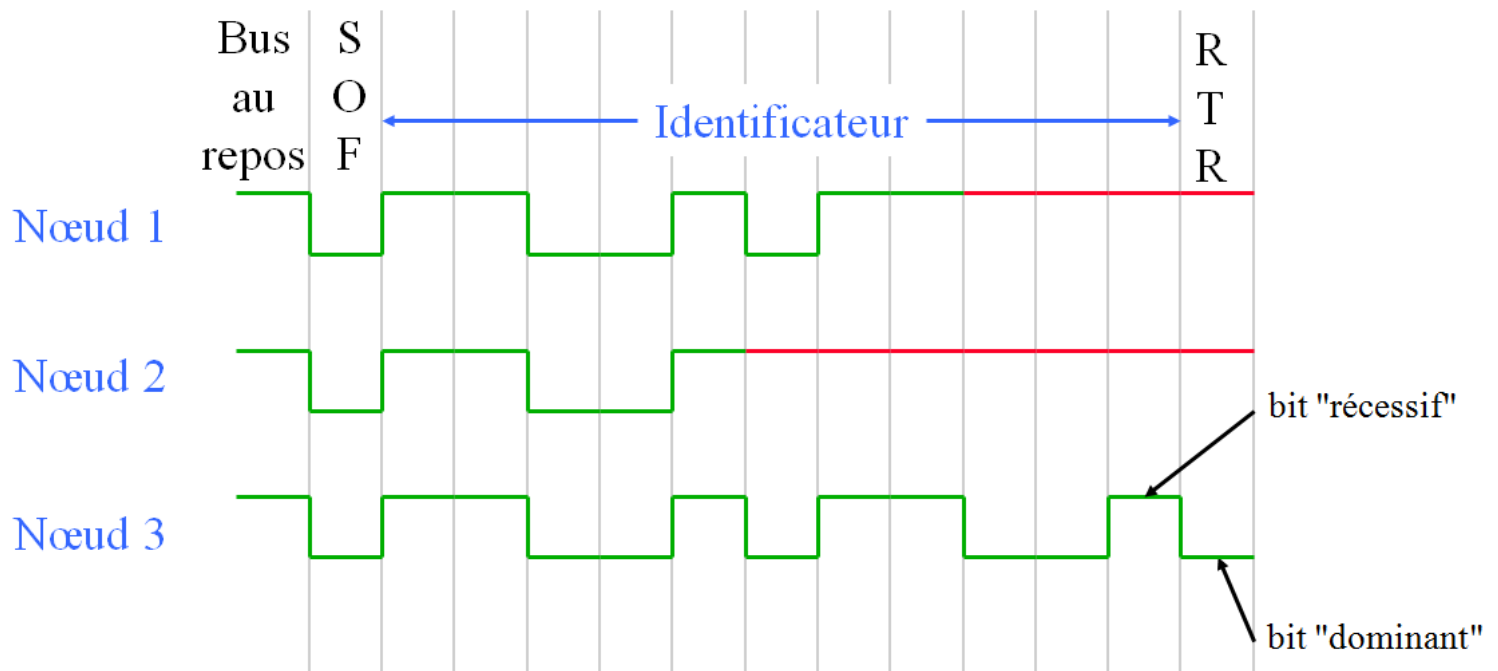 Bus
au
repos
S
O
F
Identificateur
R
T
R
Nœud 1
Nœud 2
bit "récessif"
Nœud 3
bit "dominant"